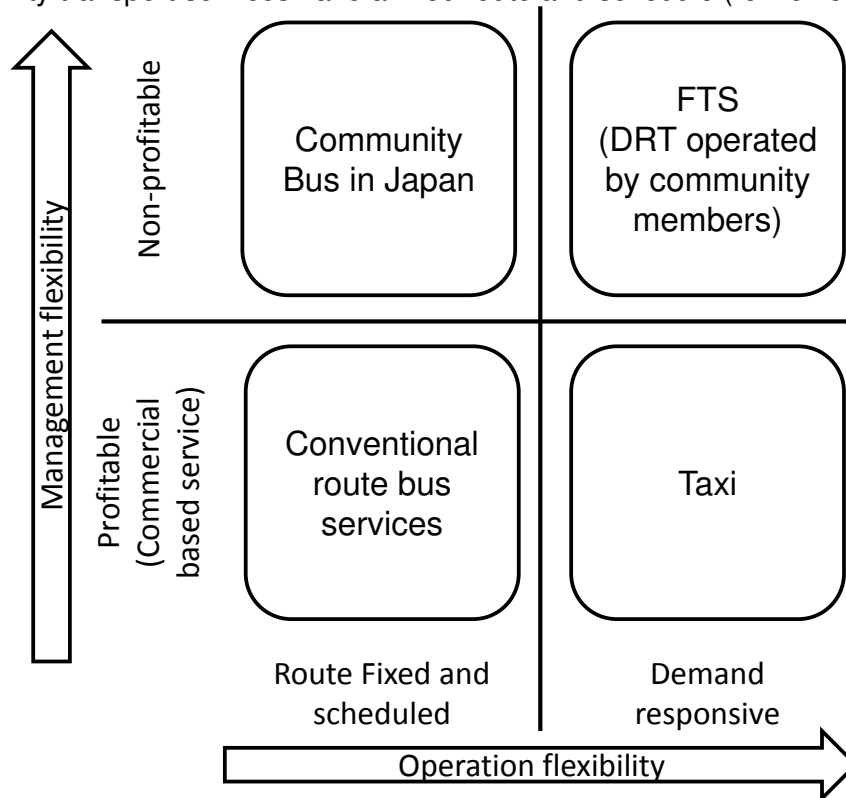 Management flexibility
Non-profitable
Profitable
(Commercial
based service)
Community
Bus in Japan
FTS
(DRT operated
by community
members)
Conventional
route bus
services
Taxi
Route Fixed and
scheduled
Demand
responsive
Operation flexibility